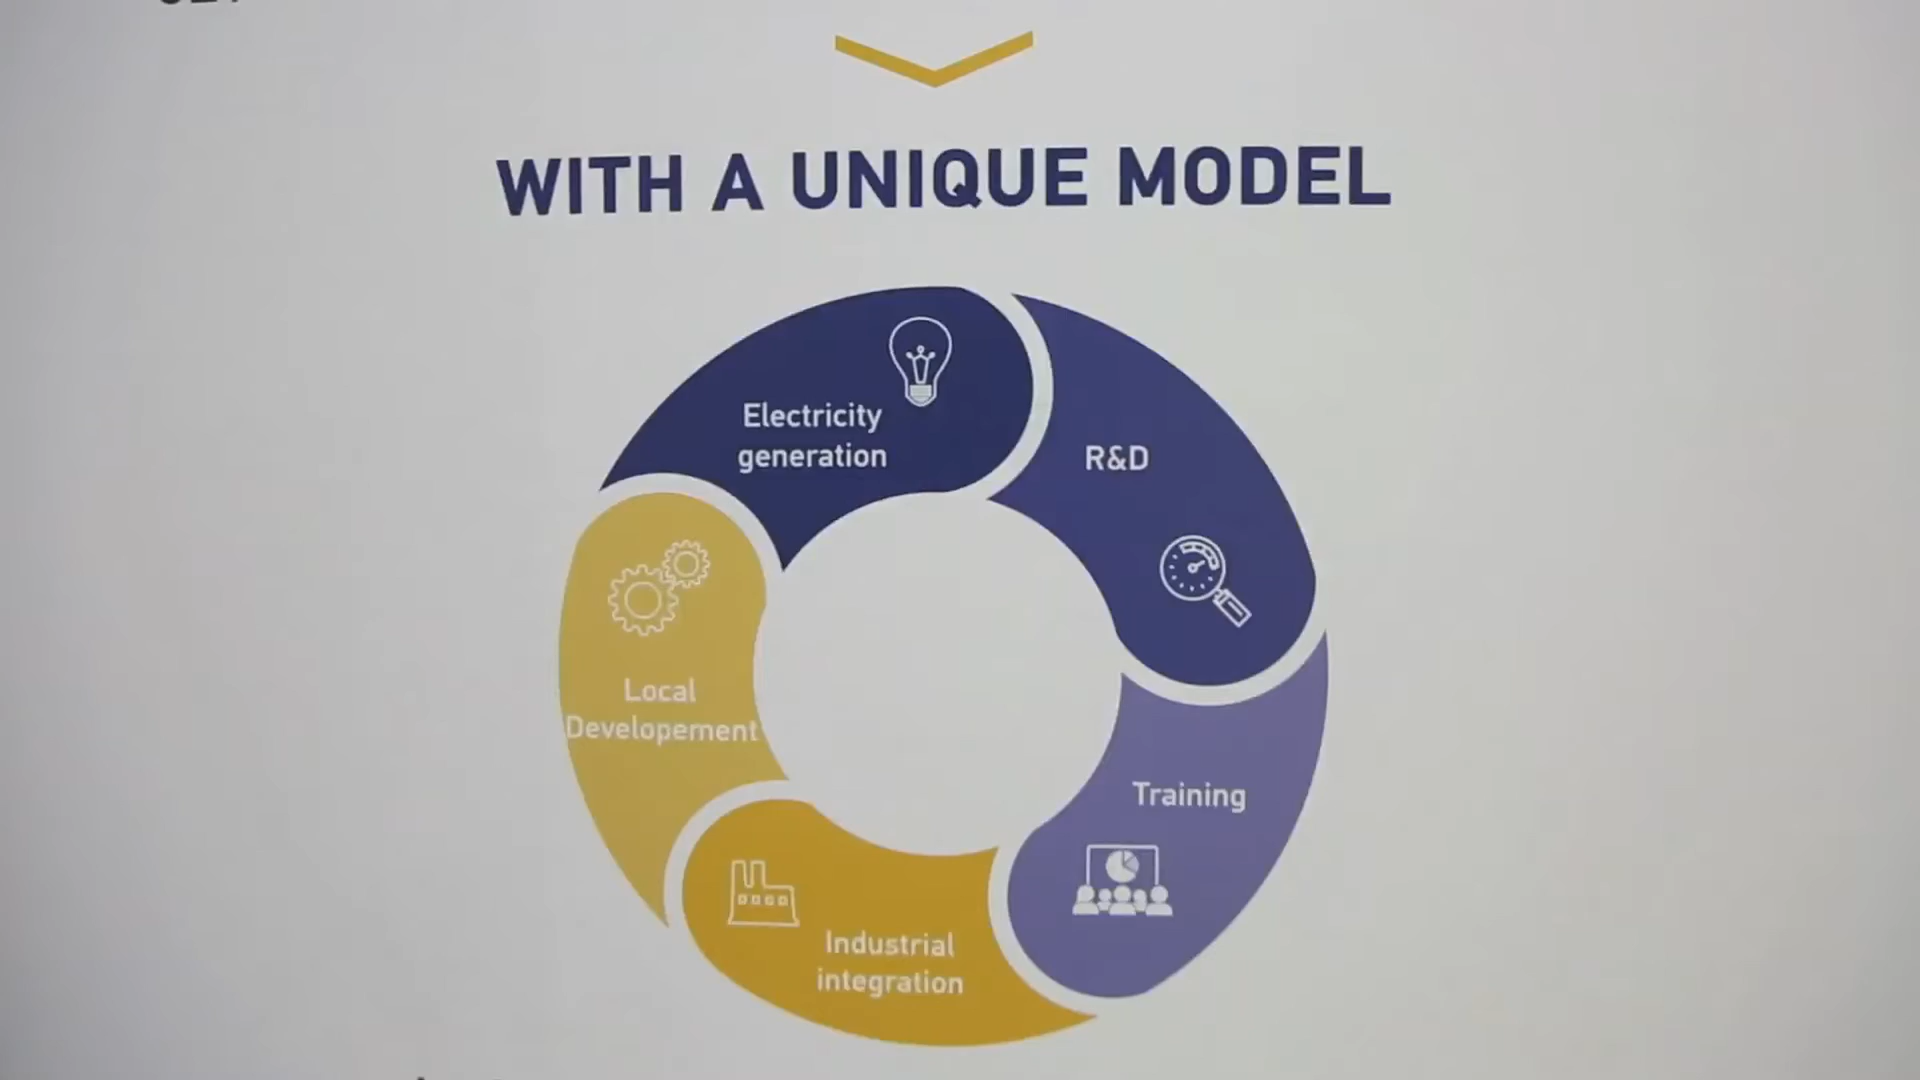 WITH A UNIQUE MODEL
Electricity
generation
R&D
Training
Industrial
integration
Local
Developement